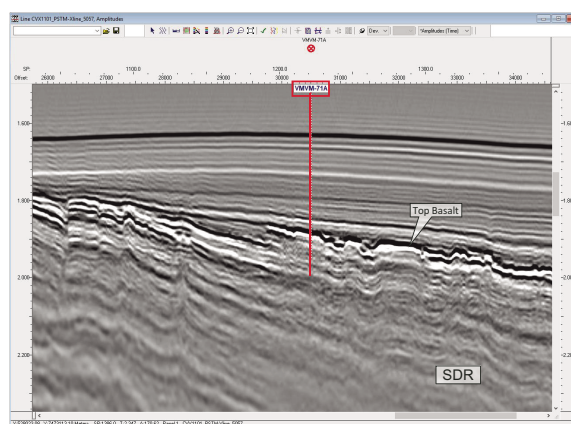 Line CVX1101_PSTM-Xline_5057, Amplitudes
Dev. *Amplitudes (Time)
VMVM-71A
SP: 1100.0 1200.0 1300.0
Offset: 26000 27000 28000 29000 30000 31000 32000 33000 34000
VMVM-71A
-1.600-
-1.800-
Top Basalt
-2.000-
-2.200-
SDR